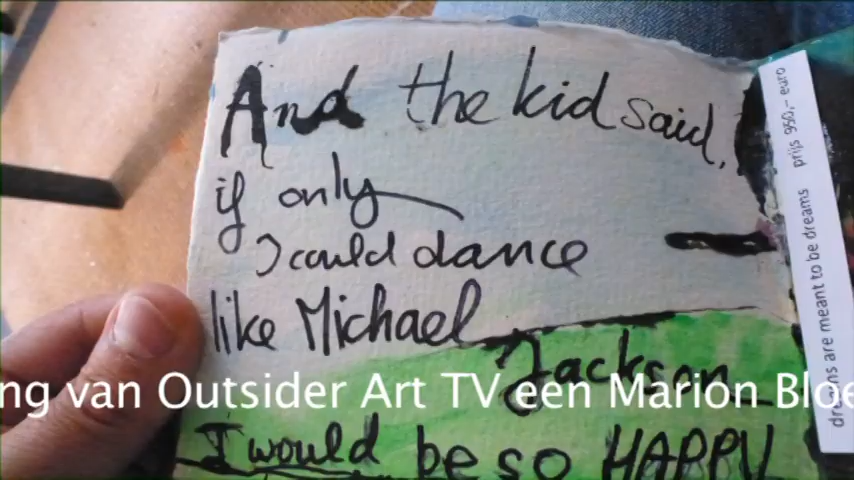 And the kid said,
if only
I could dance
like Michael
Jackson
I would be so HAPPY
dreams are meant to be dreams prijs 950,- euro
ng van Outsider Art TV een Marion Bloe